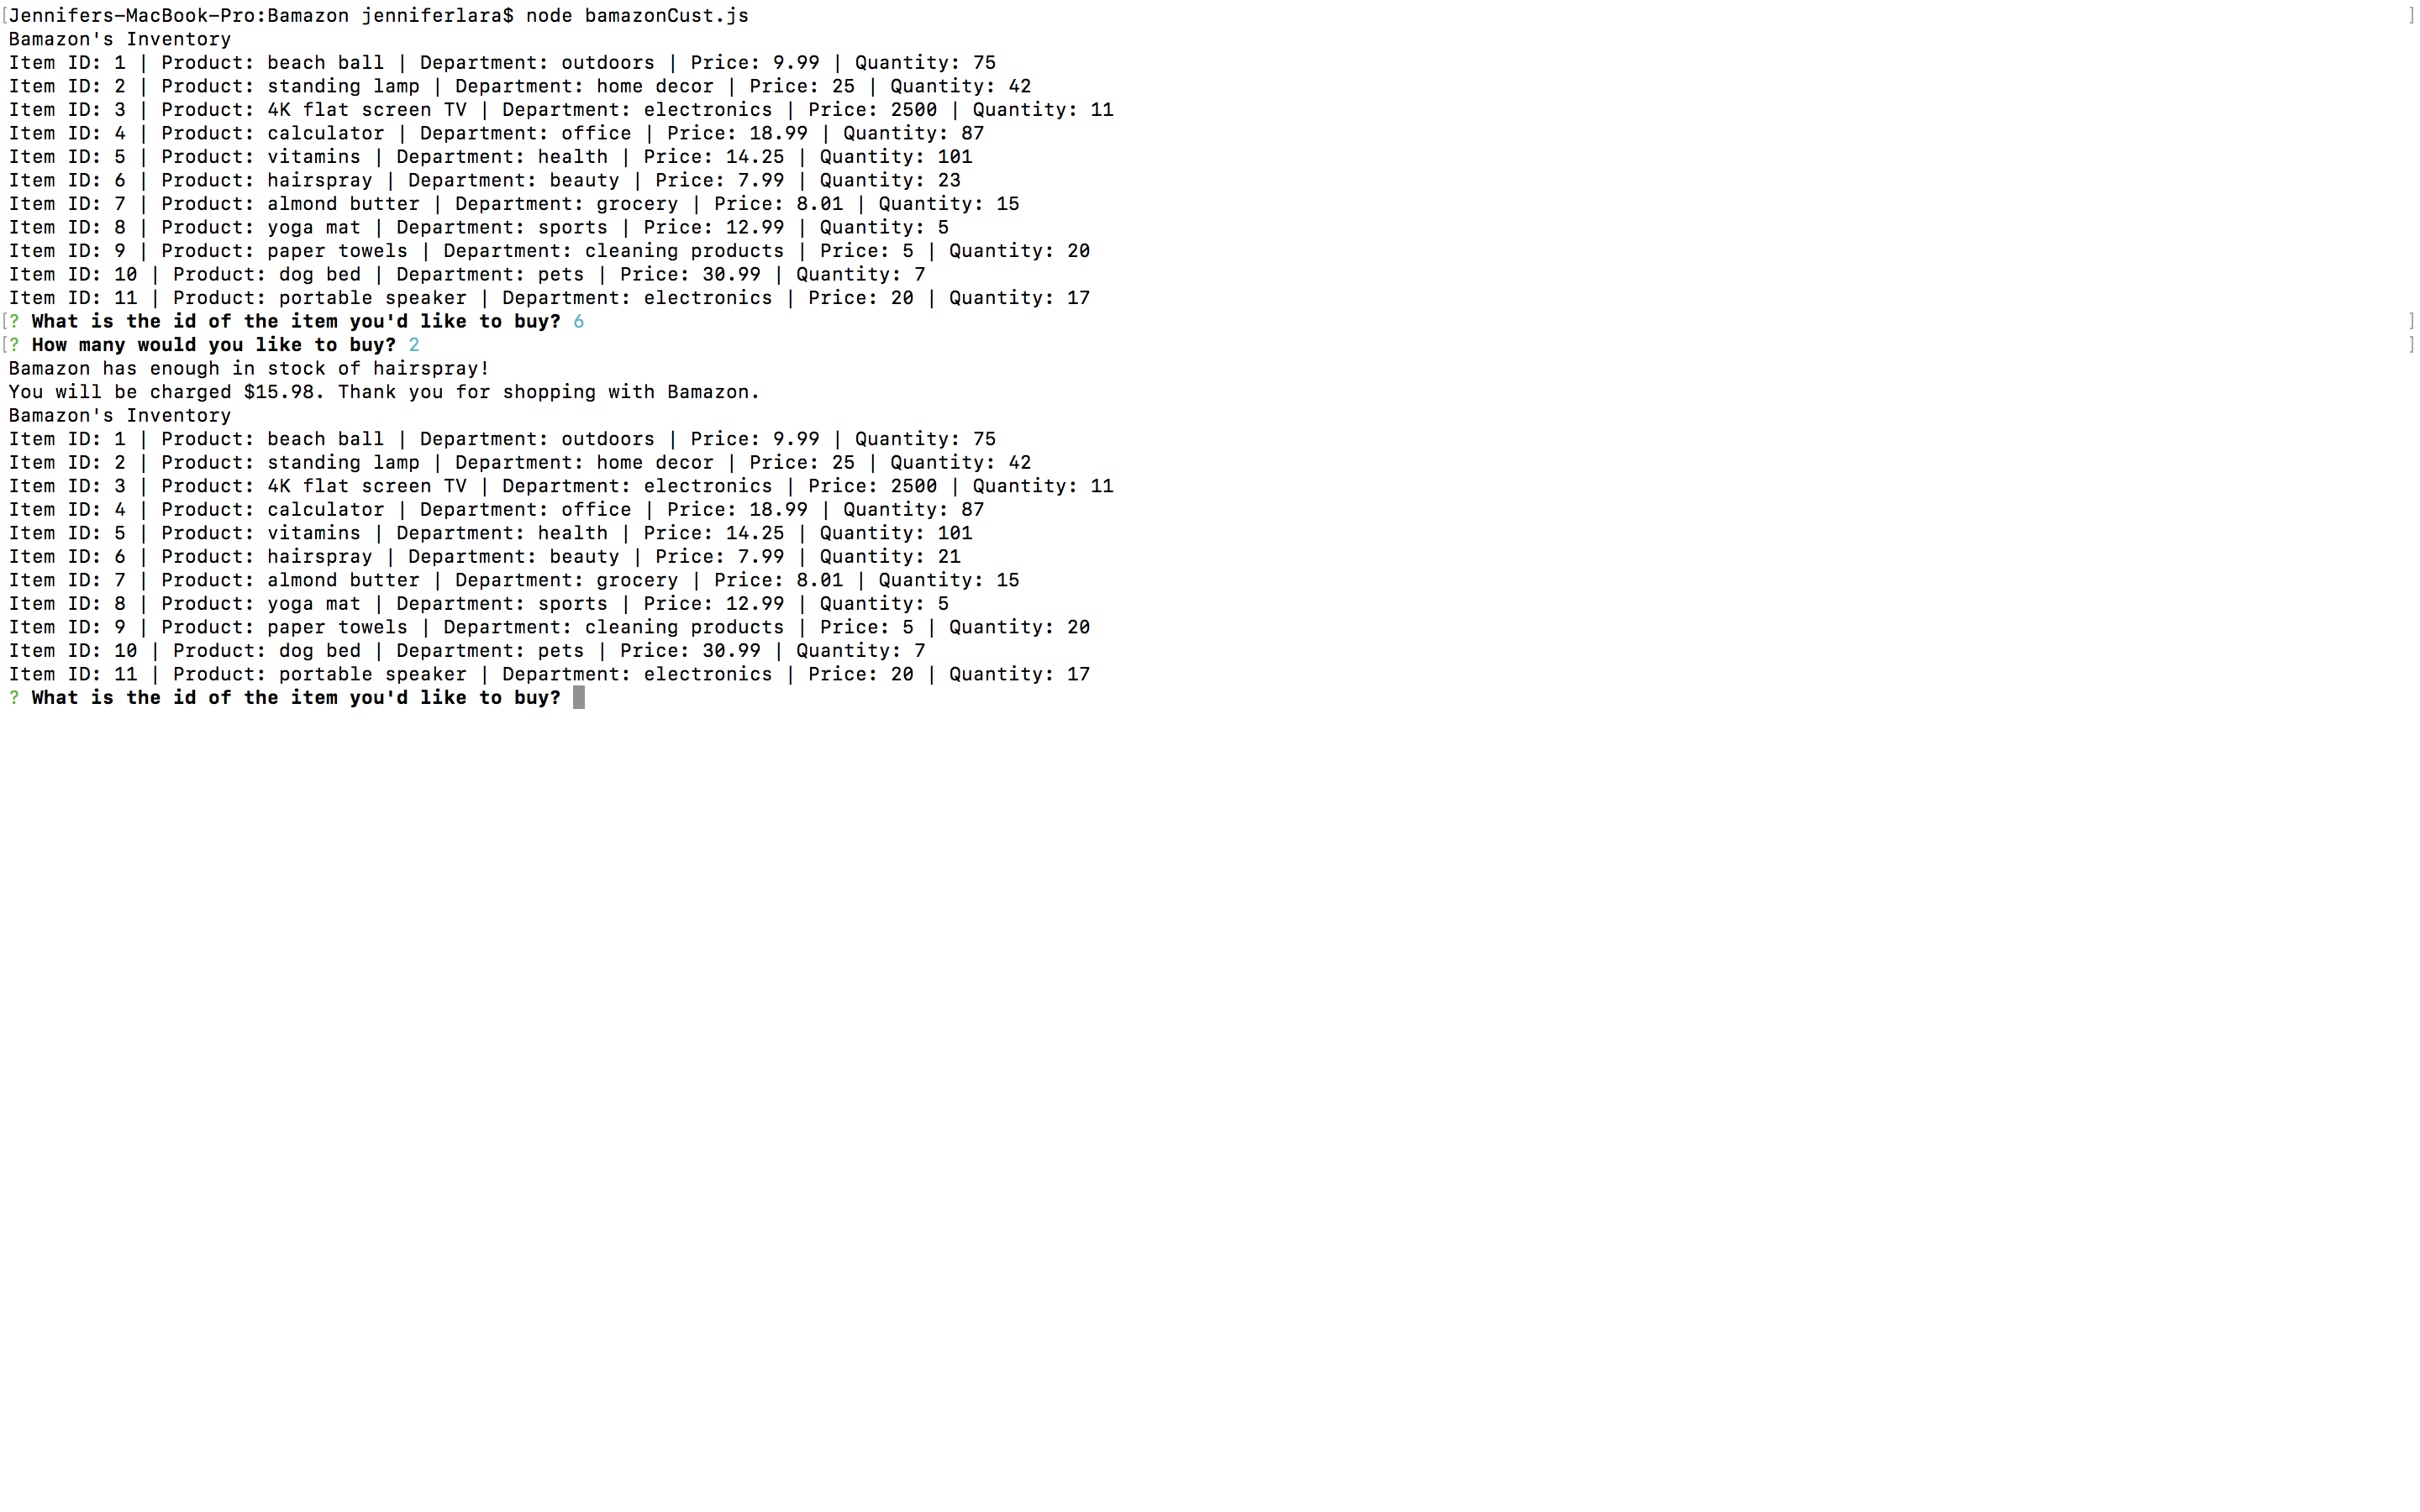 [Jennifers-MacBook-Pro:Bamazon jenniferlara$ node bamazonCust.js ]
Bamazon's Inventory
Item ID: 1 | Product: beach ball | Department: outdoors | Price: 9.99 | Quantity: 75
Item ID: 2 | Product: standing lamp | Department: home decor | Price: 25 | Quantity: 42
Item ID: 3 | Product: 4K flat screen TV | Department: electronics | Price: 2500 | Quantity: 11
Item ID: 4 | Product: calculator | Department: office | Price: 18.99 | Quantity: 87
Item ID: 5 | Product: vitamins | Department: health | Price: 14.25 | Quantity: 101
Item ID: 6 | Product: hairspray | Department: beauty | Price: 7.99 | Quantity: 23
Item ID: 7 | Product: almond butter | Department: grocery | Price: 8.01 | Quantity: 15
Item ID: 8 | Product: yoga mat | Department: sports | Price: 12.99 | Quantity: 5
Item ID: 9 | Product: paper towels | Department: cleaning products | Price: 5 | Quantity: 20
Item ID: 10 | Product: dog bed | Department: pets | Price: 30.99 | Quantity: 7
Item ID: 11 | Product: portable speaker | Department: electronics | Price: 20 | Quantity: 17
[? What is the id of the item you'd like to buy? 6 ]
[? How many would you like to buy? 2 ]
Bamazon has enough in stock of hairspray!
You will be charged $15.98. Thank you for shopping with Bamazon.
Bamazon's Inventory
Item ID: 1 | Product: beach ball | Department: outdoors | Price: 9.99 | Quantity: 75
Item ID: 2 | Product: standing lamp | Department: home decor | Price: 25 | Quantity: 42
Item ID: 3 | Product: 4K flat screen TV | Department: electronics | Price: 2500 | Quantity: 11
Item ID: 4 | Product: calculator | Department: office | Price: 18.99 | Quantity: 87
Item ID: 5 | Product: vitamins | Department: health | Price: 14.25 | Quantity: 101
Item ID: 6 | Product: hairspray | Department: beauty | Price: 7.99 | Quantity: 21
Item ID: 7 | Product: almond butter | Department: grocery | Price: 8.01 | Quantity: 15
Item ID: 8 | Product: yoga mat | Department: sports | Price: 12.99 | Quantity: 5
Item ID: 9 | Product: paper towels | Department: cleaning products | Price: 5 | Quantity: 20
Item ID: 10 | Product: dog bed | Department: pets | Price: 30.99 | Quantity: 7
Item ID: 11 | Product: portable speaker | Department: electronics | Price: 20 | Quantity: 17
? What is the id of the item you'd like to buy?